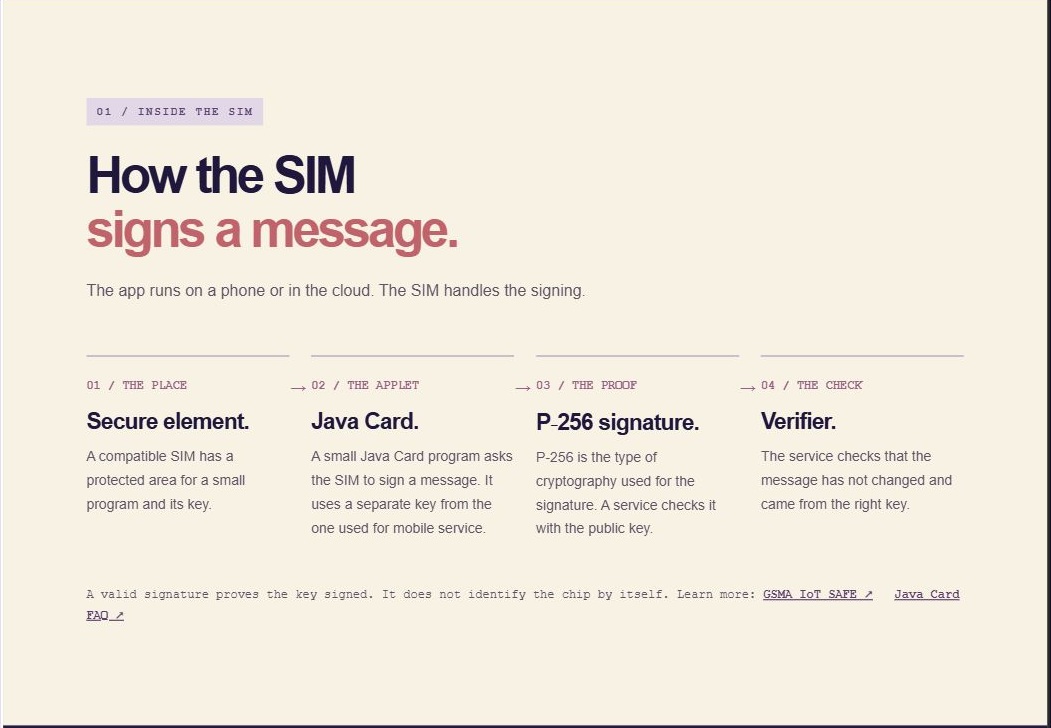 01 / INSIDE THE SIM
How the SIM
signs a message.
The app runs on a phone or in the cloud. The SIM handles the signing.
01 / THE PLACE
Secure element.
A compatible SIM has a
protected area for a small
program and its key.
→ 02 / THE APPLET
Java Card.
A small Java Card program asks
the SIM to sign a message. It
uses a separate key from the
one used for mobile service.
→ 03 / THE PROOF
P-256 signature.
P-256 is the type of
cryptography used for the
signature. A service checks it
with the public key.
→ 04 / THE CHECK
Verifier.
The service checks that the
message has not changed and
came from the right key.
A valid signature proves the key signed. It does not identify the chip by itself. Learn more: GSMA IoT SAFE ↗ Java Card
FAQ ↗